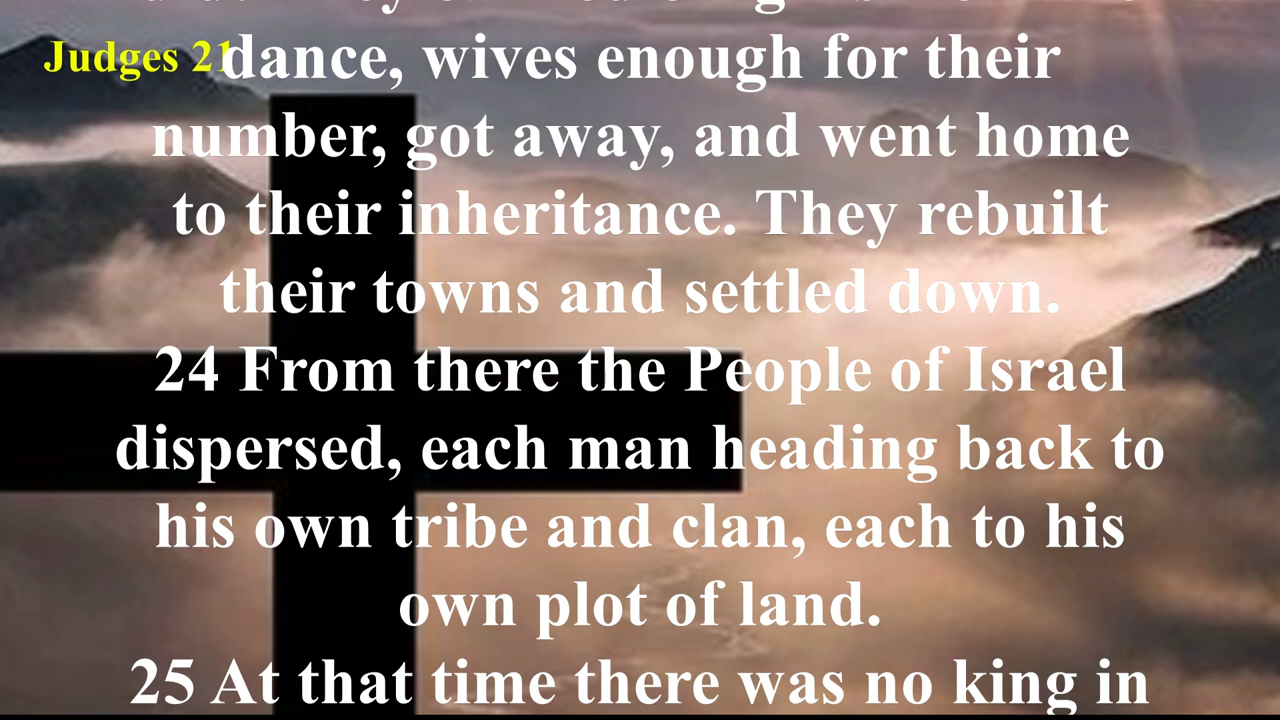 Judges 21
dance, wives enough for their
number, got away, and went home
to their inheritance. They rebuilt
their towns and settled down.
24 From there the People of Israel
dispersed, each man heading back to
his own tribe and clan, each to his
own plot of land.
25 At that time there was no king in